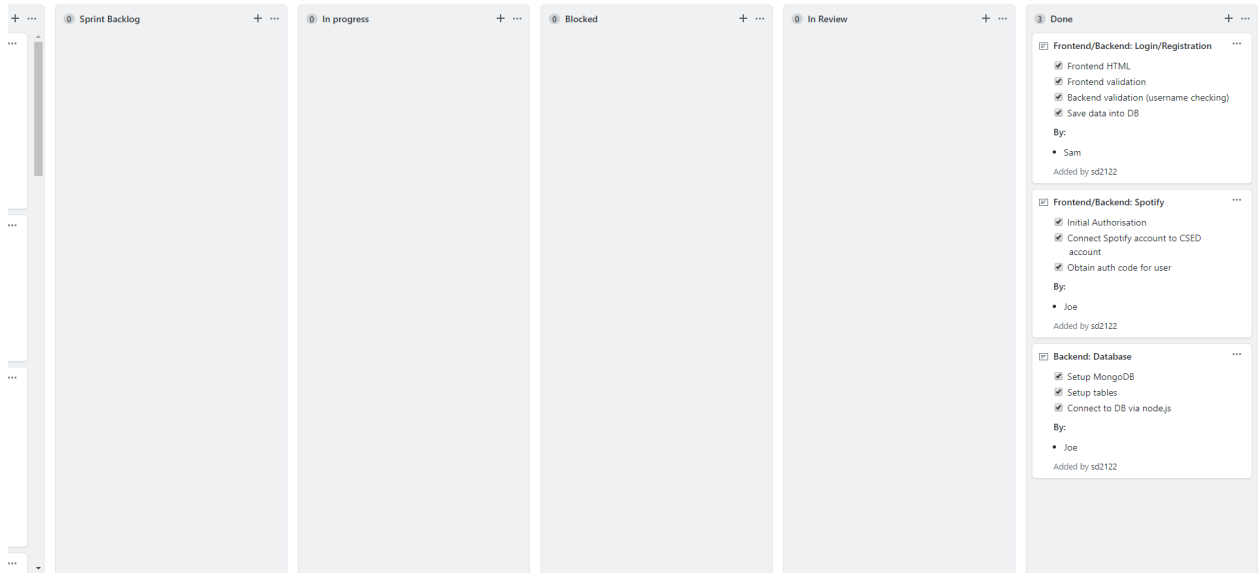 0 Sprint Backlog
0 In progress
0 Blocked
0 In Review
3 Done
Frontend/Backend: Login/Registration
Frontend HTML
Frontend validation
Backend validation (username checking)
Save data into DB
By:
Sam
Added by sd2122
Frontend/Backend: Spotify
Initial Authorisation
Connect Spotify account to CSED
account
Obtain auth code for user
By:
Joe
Added by sd2122
Backend: Database
Setup MongoDB
Setup tables
Connect to DB via node.js
By:
Joe
Added by sd2122